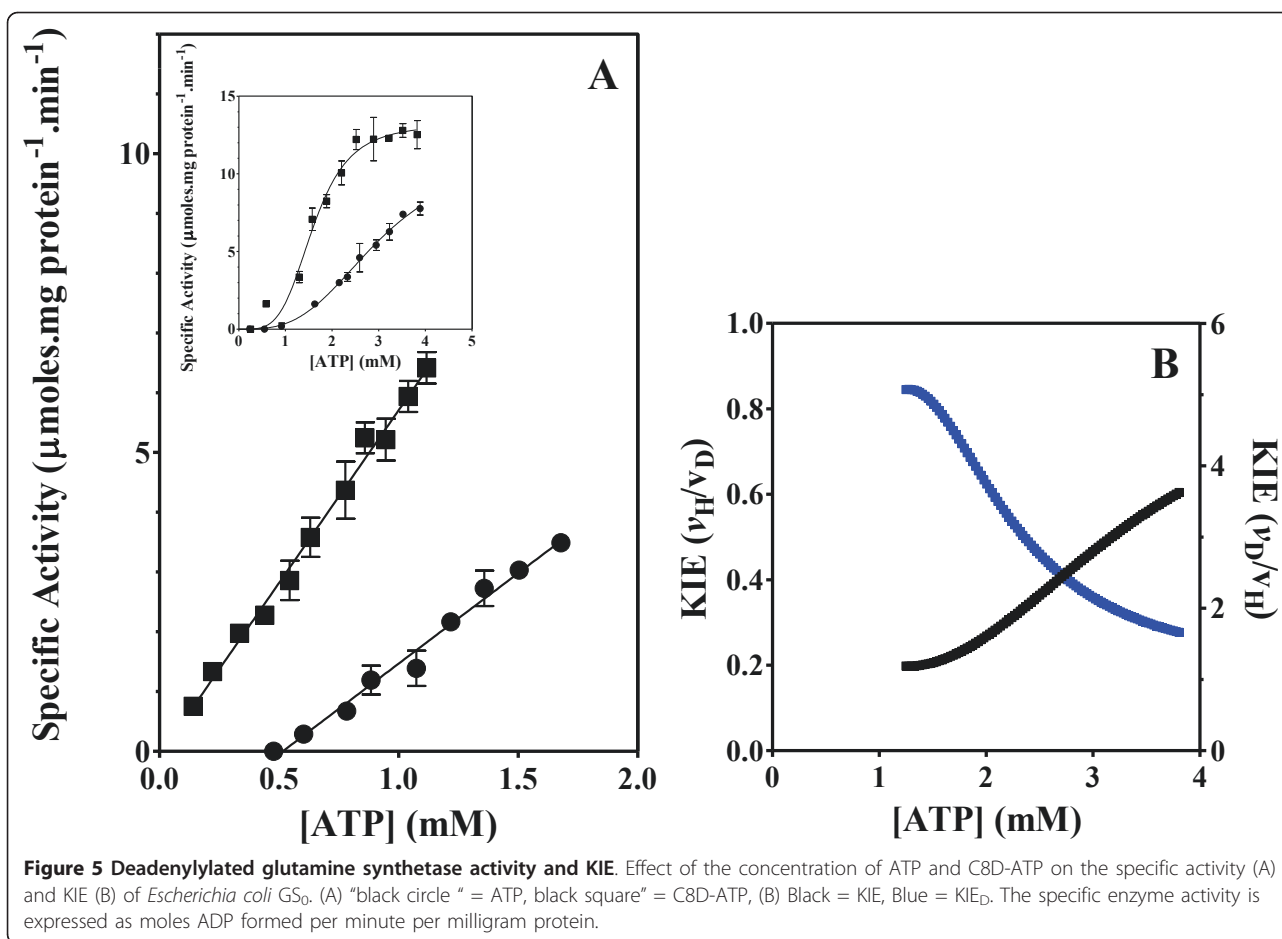 A
Specific Activity (μmoles.mg protein⁻¹.min⁻¹)
10
5
0
0.0 0.5 1.0 1.5 2.0
[ATP] (mM)
Specific Activity (μmoles.mg protein⁻¹.min⁻¹)
15
10
5
0
0 1 2 3 4 5
[ATP] (mM)
B
KIE (v_H/v_D)
1.0
0.8
0.6
0.4
0.2
0.0
0 1 2 3 4
[ATP] (mM)
6
4
2
0
KIE (v_D/v_H)
Figure 5 Deadenylylated glutamine synthetase activity and KIE. Effect of the concentration of ATP and C8D-ATP on the specific activity (A)
and KIE (B) of Escherichia coli GS₀. (A) "black circle " = ATP, black square" = C8D-ATP, (B) Black = KIE, Blue = KIE_D. The specific enzyme activity is
expressed as moles ADP formed per minute per milligram protein.